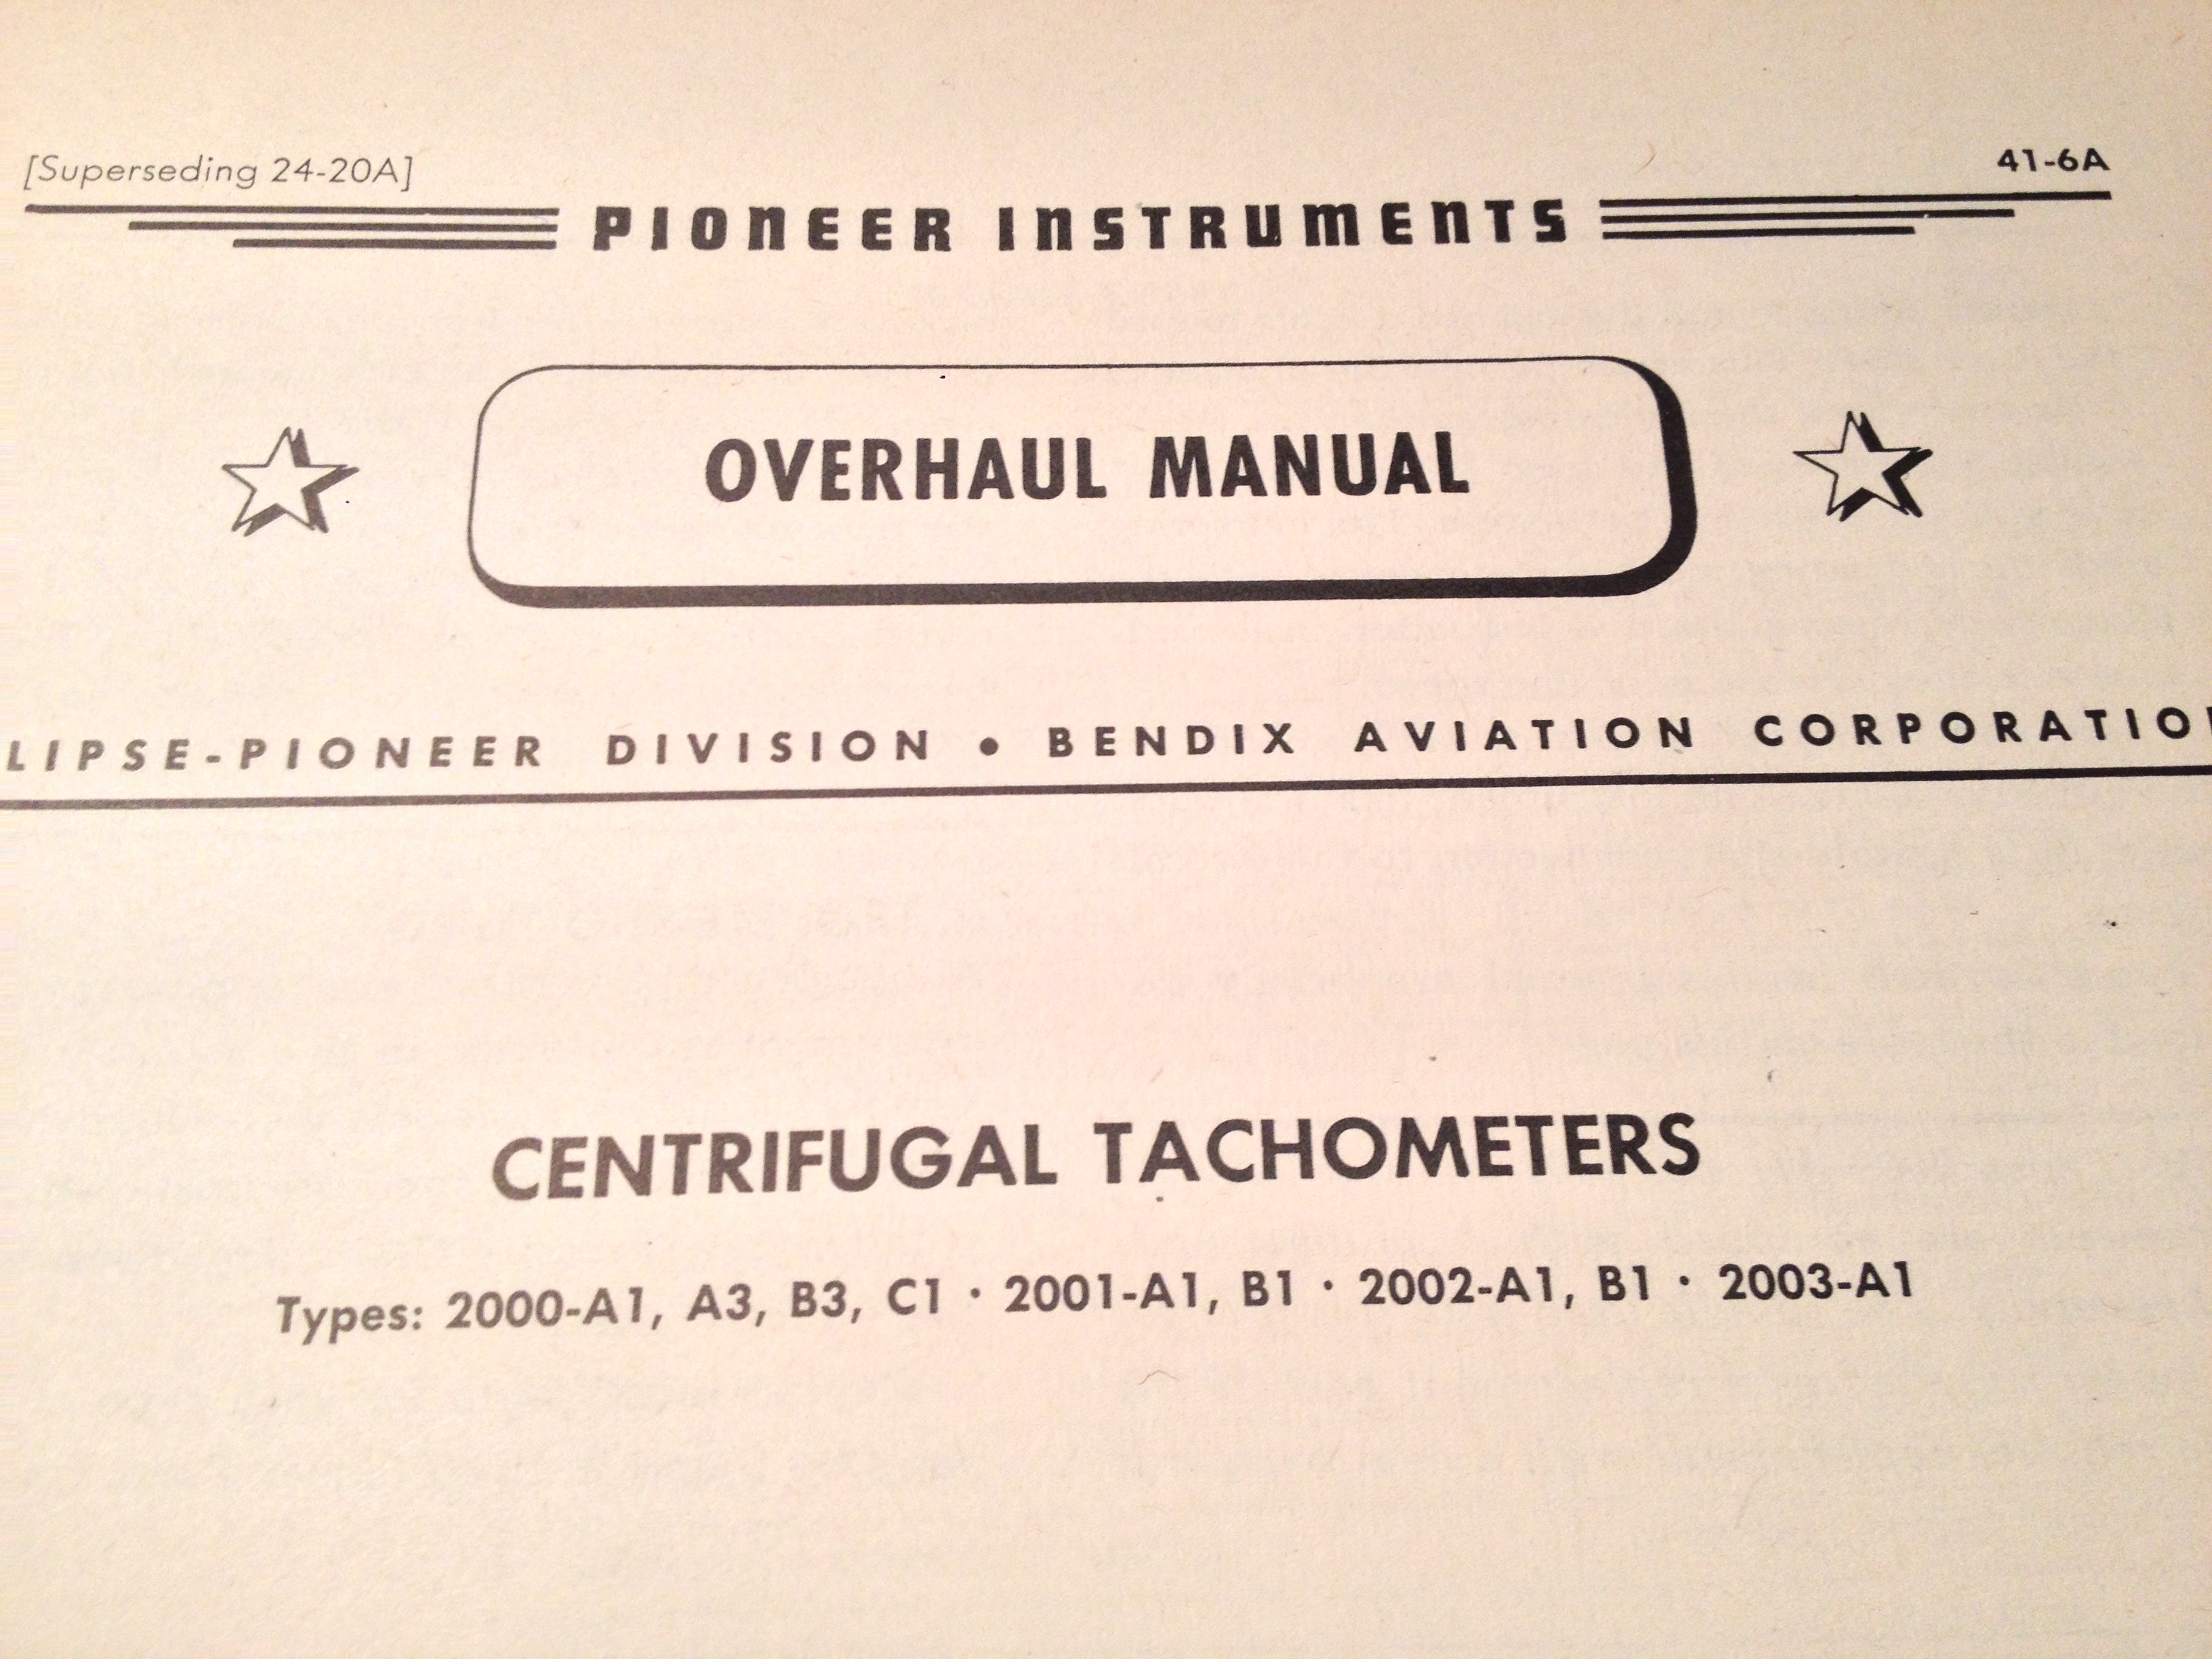 [Superseding 24-20A]
41-6A
PIONEER INSTRUMENTS
OVERHAUL MANUAL
LIPSE-PIONEER DIVISION • BENDIX AVIATION CORPORATIO
CENTRIFUGAL TACHOMETERS
Types: 2000-A1, A3, B3, C1 · 2001-A1, B1 · 2002-A1, B1 · 2003-A1